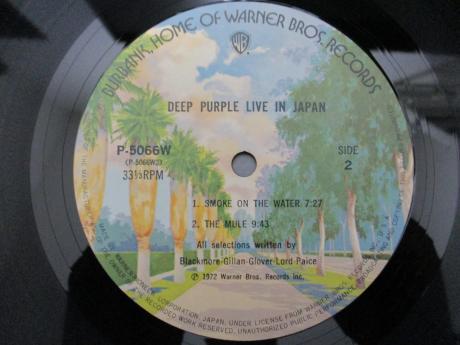 BURBANK, HOME OF WARNER BROS. RECORDS
WB
DEEP PURPLE LIVE IN JAPAN
P-5066W
(P-5066W2)
33⅓RPM
SIDE
2
1. SMOKE ON THE WATER 7:27
2. THE MULE 9:43
All selections written by
Blackmore-Gillan-Glover-Lord-Paice
℗ 1972 Warner Bros. Records Inc.
CORPORATION, JAPAN, UNDER LICENSE FROM WARNER BROS.
RECORDED WORK RESERVED, UNAUTHORIZED PUBLIC PERFORMANCE